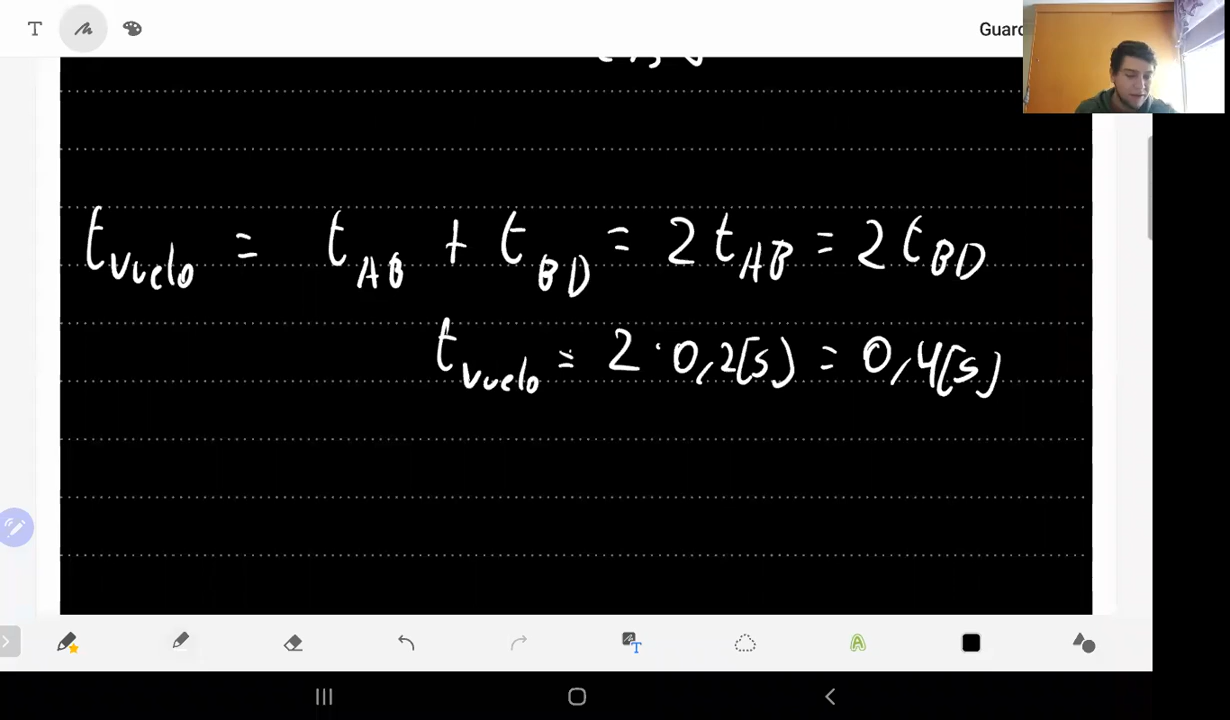 T
Guard
t_vuelo = t_AB + t_BD = 2 t_AB = 2 t_BD
t_vuelo = 2 · 0,2[s] = 0,4[s]
T
A